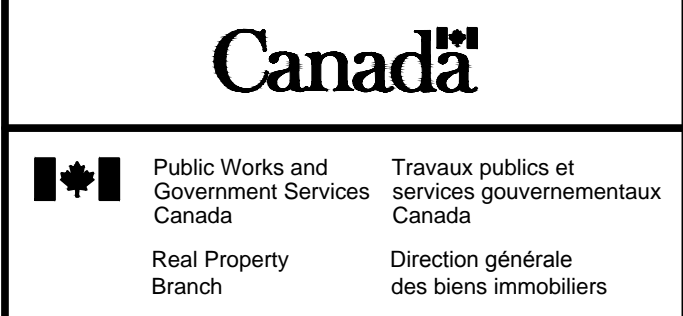 Canada
Public Works and
Government Services
Canada
Travaux publics et
services gouvernementaux
Canada
Real Property
Branch
Direction générale
des biens immobiliers